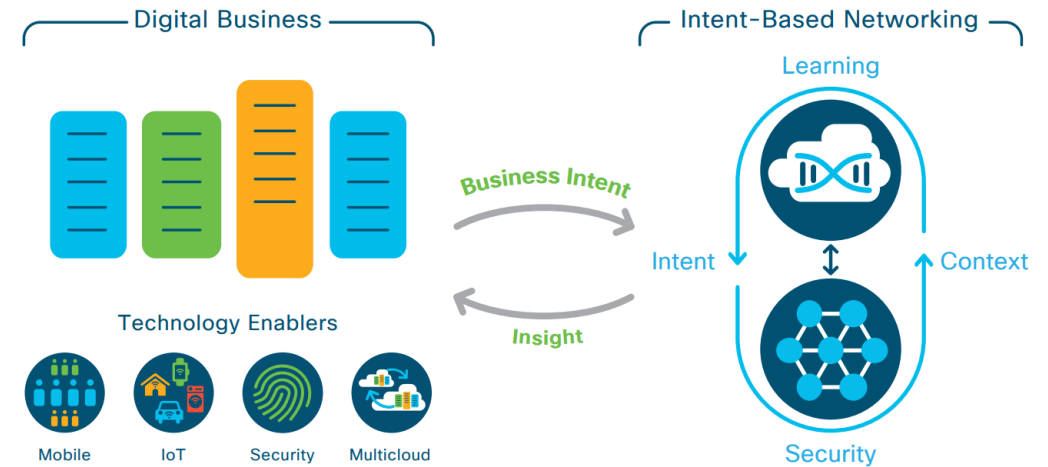 Digital Business
Intent-Based Networking
Learning
Business Intent
Intent
Context
Insight
Technology Enablers
Mobile
IoT
Security
Multicloud
Security